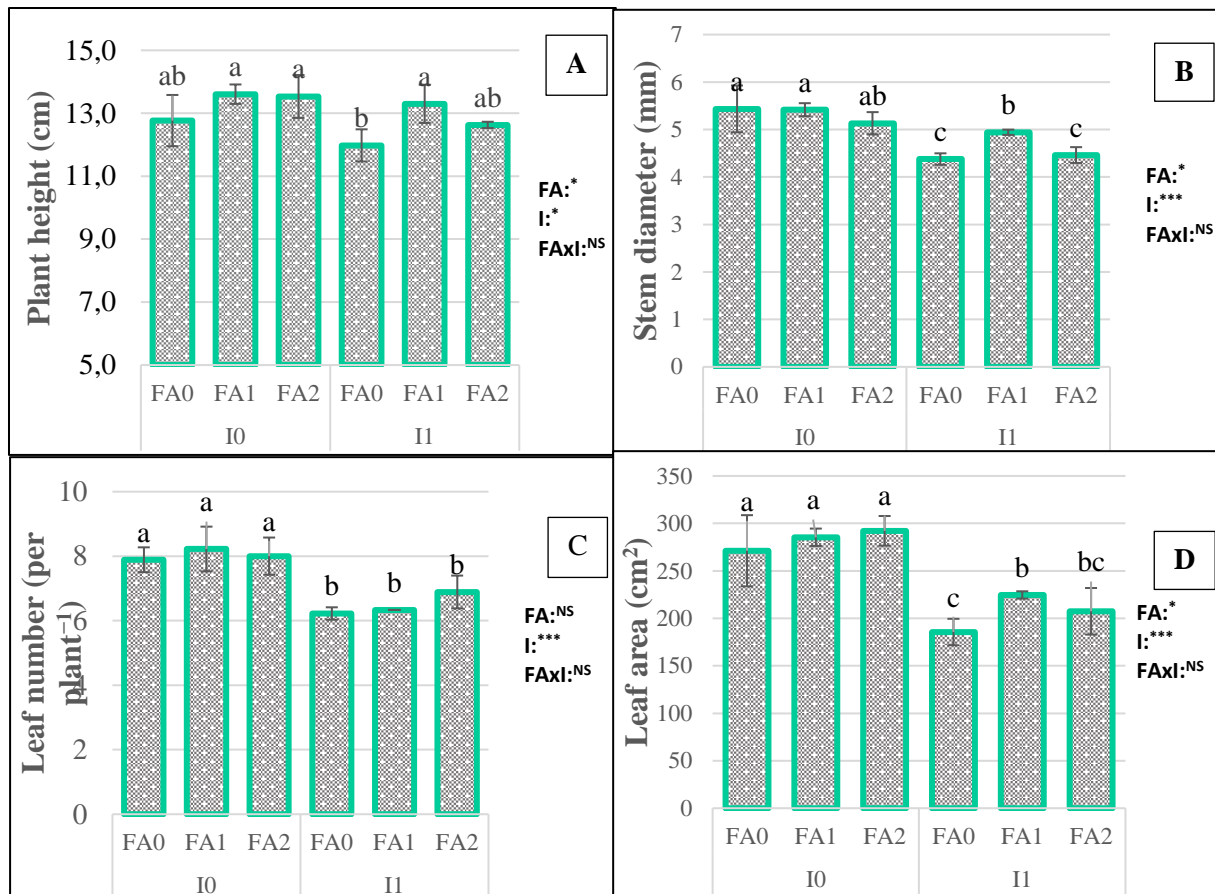 A
Plant height (cm)
15,0
13,0
11,0
9,0
7,0
5,0
ab
a
a
b
a
ab
FA0 FA1 FA2 FA0 FA1 FA2
I0 I1
FA:*
I:*
FAxI:NS
B
Stem diameter (mm)
7
6
5
4
3
2
1
0
a
a
ab
c
b
c
FA0 FA1 FA2 FA0 FA1 FA2
I0 I1
FA:*
I:***
FAxI:NS
C
Leaf number (per
plant⁻¹)
10
8
6
4
2
0
a
a
a
b
b
b
FA0 FA1 FA2 FA0 FA1 FA2
I0 I1
FA:NS
I:***
FAxI:NS
D
Leaf area (cm²)
350
300
250
200
150
100
50
0
a
a
a
c
b
bc
FA0 FA1 FA2 FA0 FA1 FA2
I0 I1
FA:*
I:***
FAxI:NS